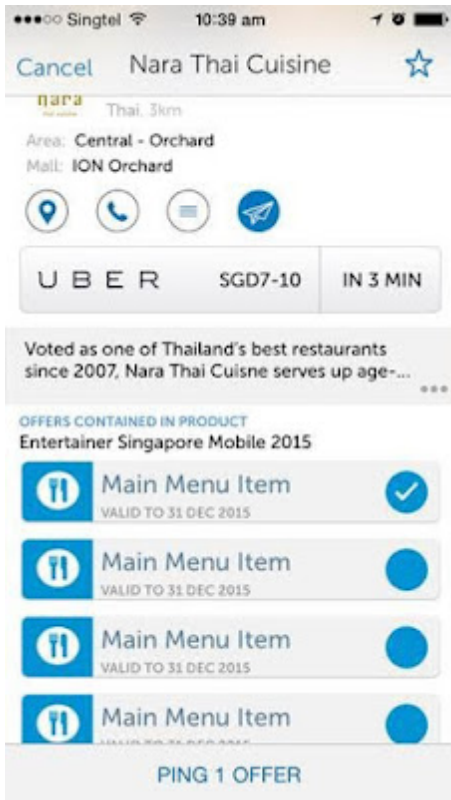 Singtel 10:39 am
Cancel Nara Thai Cuisine
nara
Thai, 3km
Area: Central - Orchard
Mall: ION Orchard
UBER SGD7-10 IN 3 MIN
Voted as one of Thailand's best restaurants
since 2007, Nara Thai Cuisne serves up age-...
OFFERS CONTAINED IN PRODUCT
Entertainer Singapore Mobile 2015
Main Menu Item
VALID TO 31 DEC 2015
Main Menu Item
VALID TO 31 DEC 2015
Main Menu Item
VALID TO 31 DEC 2015
Main Menu Item
PING 1 OFFER